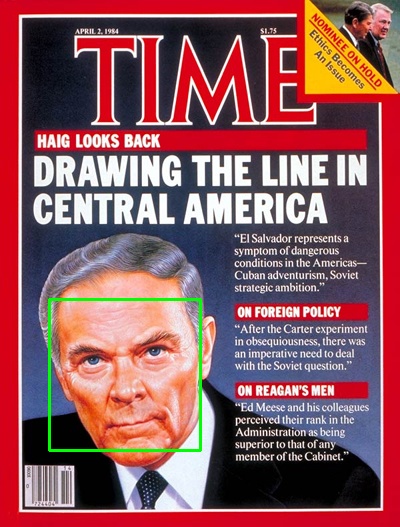 APRIL 2, 1984
$1.75
TIME
NOMINEE ON HOLD
Ethics Becomes
An Issue
HAIG LOOKS BACK
DRAWING THE LINE IN
CENTRAL AMERICA
“El Salvador represents a
symptom of dangerous
conditions in the Americas—
Cuban adventurism, Soviet
strategic ambition.”
ON FOREIGN POLICY
“After the Carter experiment
in obsequiousness, there was
an imperative need to deal
with the Soviet question.”
ON REAGAN'S MEN
“Ed Meese and his colleagues
perceived their rank in the
Administration as being
superior to that of any
member of the Cabinet.”
14
724404